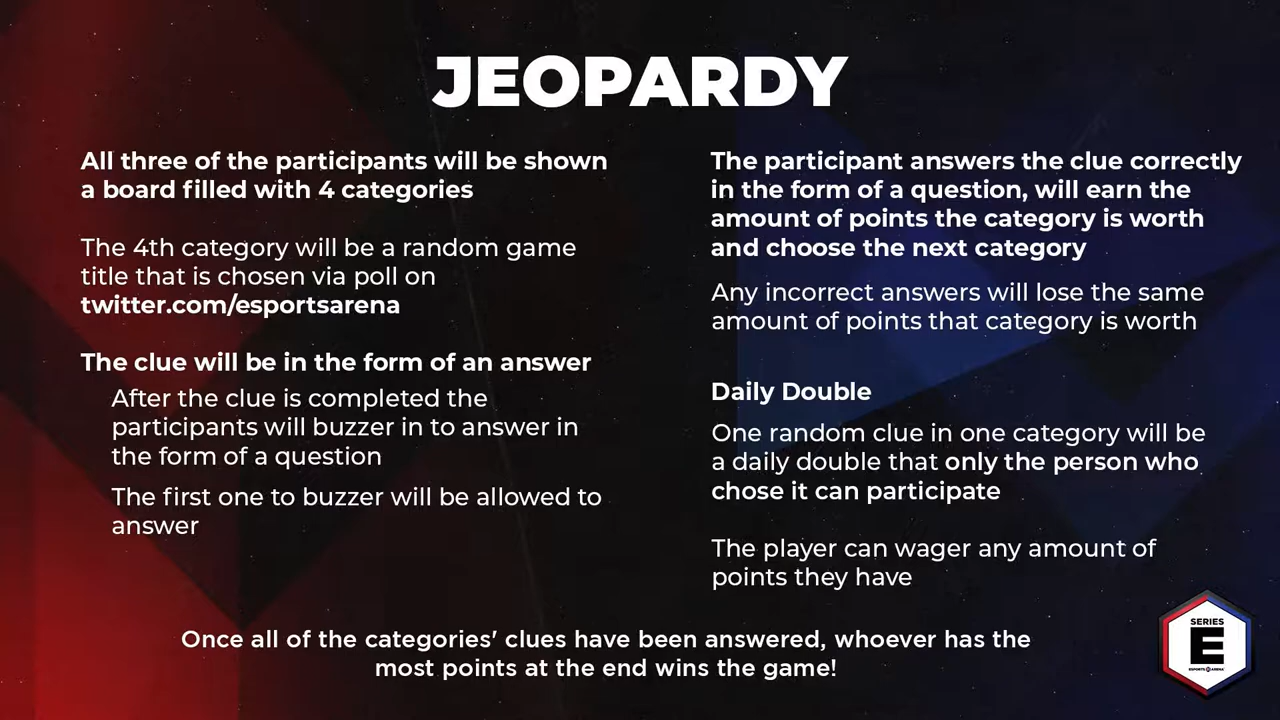 JEOPARDY
All three of the participants will be shown
a board filled with 4 categories
The 4th category will be a random game
title that is chosen via poll on
twitter.com/esportsarena
The clue will be in the form of an answer
After the clue is completed the
participants will buzzer in to answer in
the form of a question
The first one to buzzer will be allowed to
answer
The participant answers the clue correctly
in the form of a question, will earn the
amount of points the category is worth
and choose the next category
Any incorrect answers will lose the same
amount of points that category is worth
Daily Double
One random clue in one category will be
a daily double that only the person who
chose it can participate
The player can wager any amount of
points they have
Once all of the categories' clues have been answered, whoever has the
most points at the end wins the game!
SERIES
E
ESPORTS ARENA